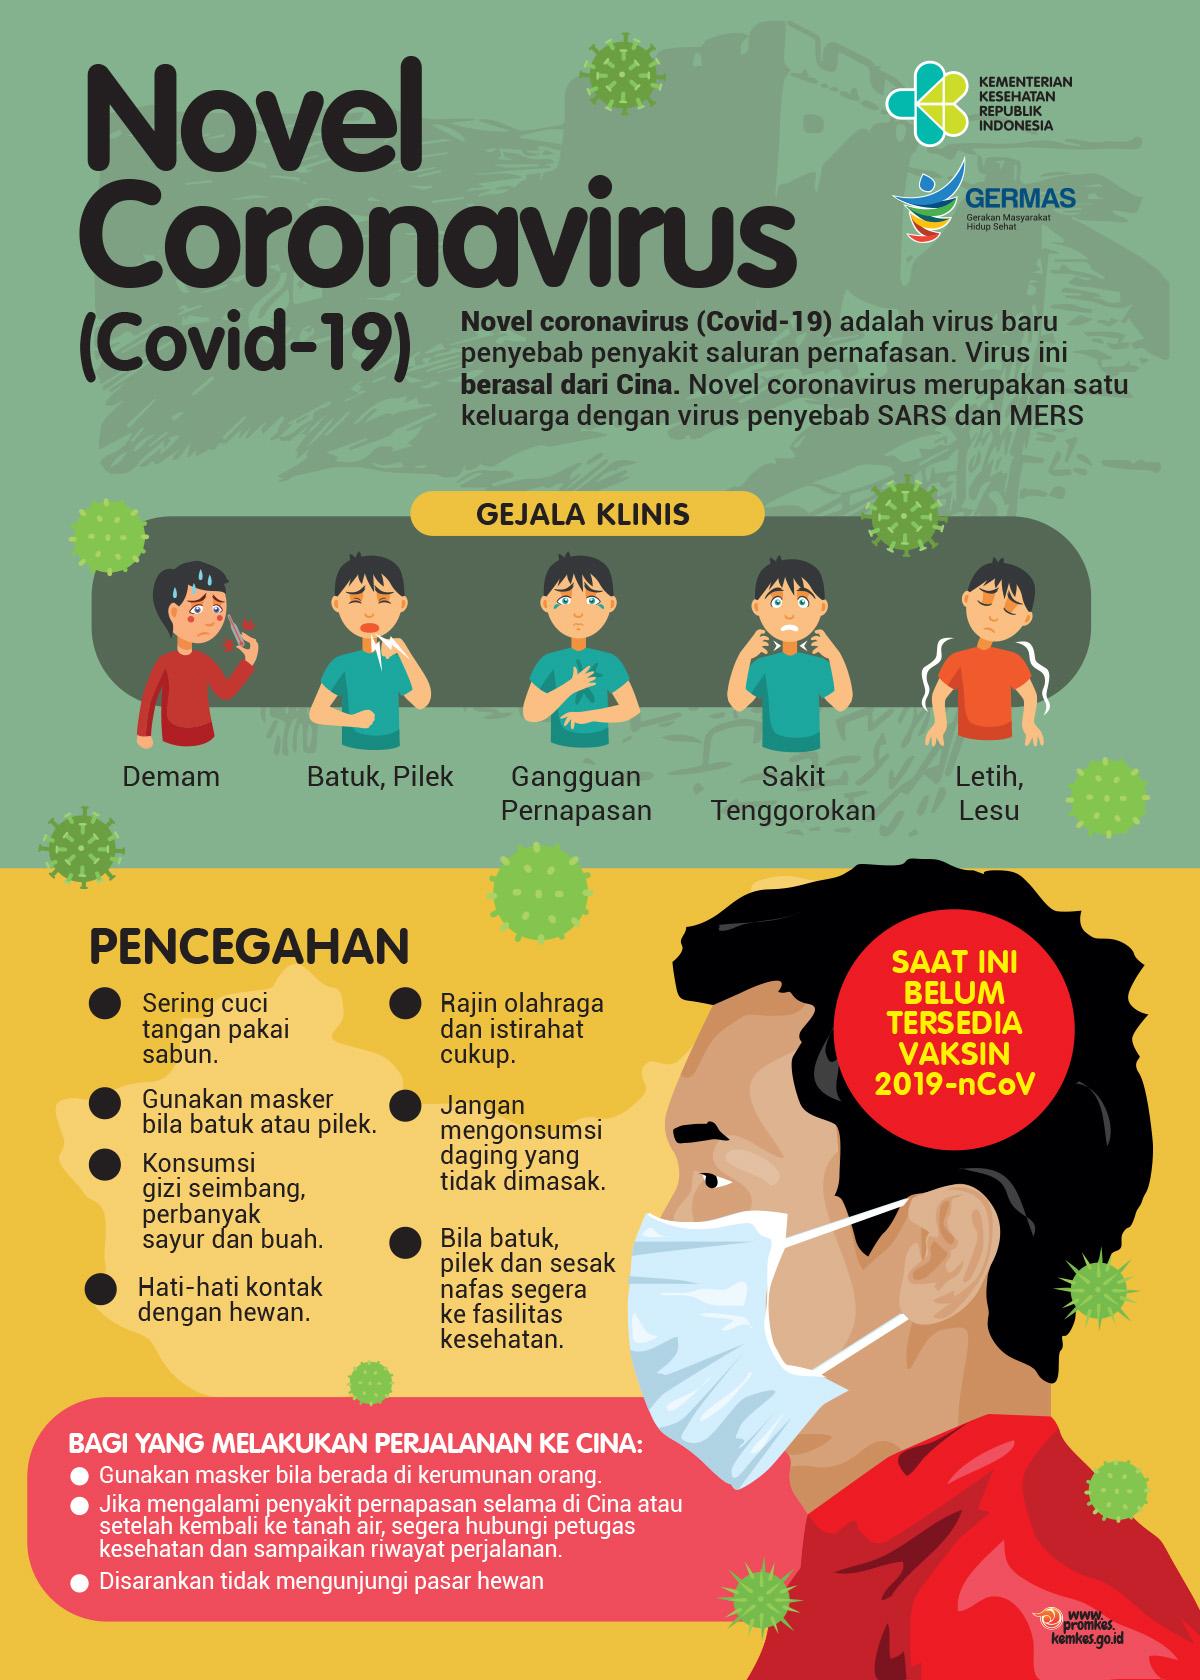 Novel
Coronavirus
(Covid-19)
KEMENTERIAN
KESEHATAN
REPUBLIK
INDONESIA
GERMAS
Gerakan Masyarakat
Hidup Sehat
Novel coronavirus (Covid-19) adalah virus baru
penyebab penyakit saluran pernafasan. Virus ini
berasal dari Cina. Novel coronavirus merupakan satu
keluarga dengan virus penyebab SARS dan MERS
GEJALA KLINIS
Demam
Batuk, Pilek
Gangguan
Pernapasan
Sakit
Tenggorokan
Letih,
Lesu
PENCEGAHAN
Sering cuci
tangan pakai
sabun.
Gunakan masker
bila batuk atau pilek.
Konsumsi
gizi seimbang,
perbanyak
sayur dan buah.
Hati-hati kontak
dengan hewan.
Rajin olahraga
dan istirahat
cukup.
Jangan
mengonsumsi
daging yang
tidak dimasak.
Bila batuk,
pilek dan sesak
nafas segera
ke fasilitas
kesehatan.
SAAT INI
BELUM
TERSEDIA
VAKSIN
2019-nCoV
BAGI YANG MELAKUKAN PERJALANAN KE CINA:
Gunakan masker bila berada di kerumunan orang.
Jika mengalami penyakit pernapasan selama di Cina atau
setelah kembali ke tanah air, segera hubungi petugas
kesehatan dan sampaikan riwayat perjalanan.
Disarankan tidak mengunjungi pasar hewan
www.
promkes.
kemkes.go.id